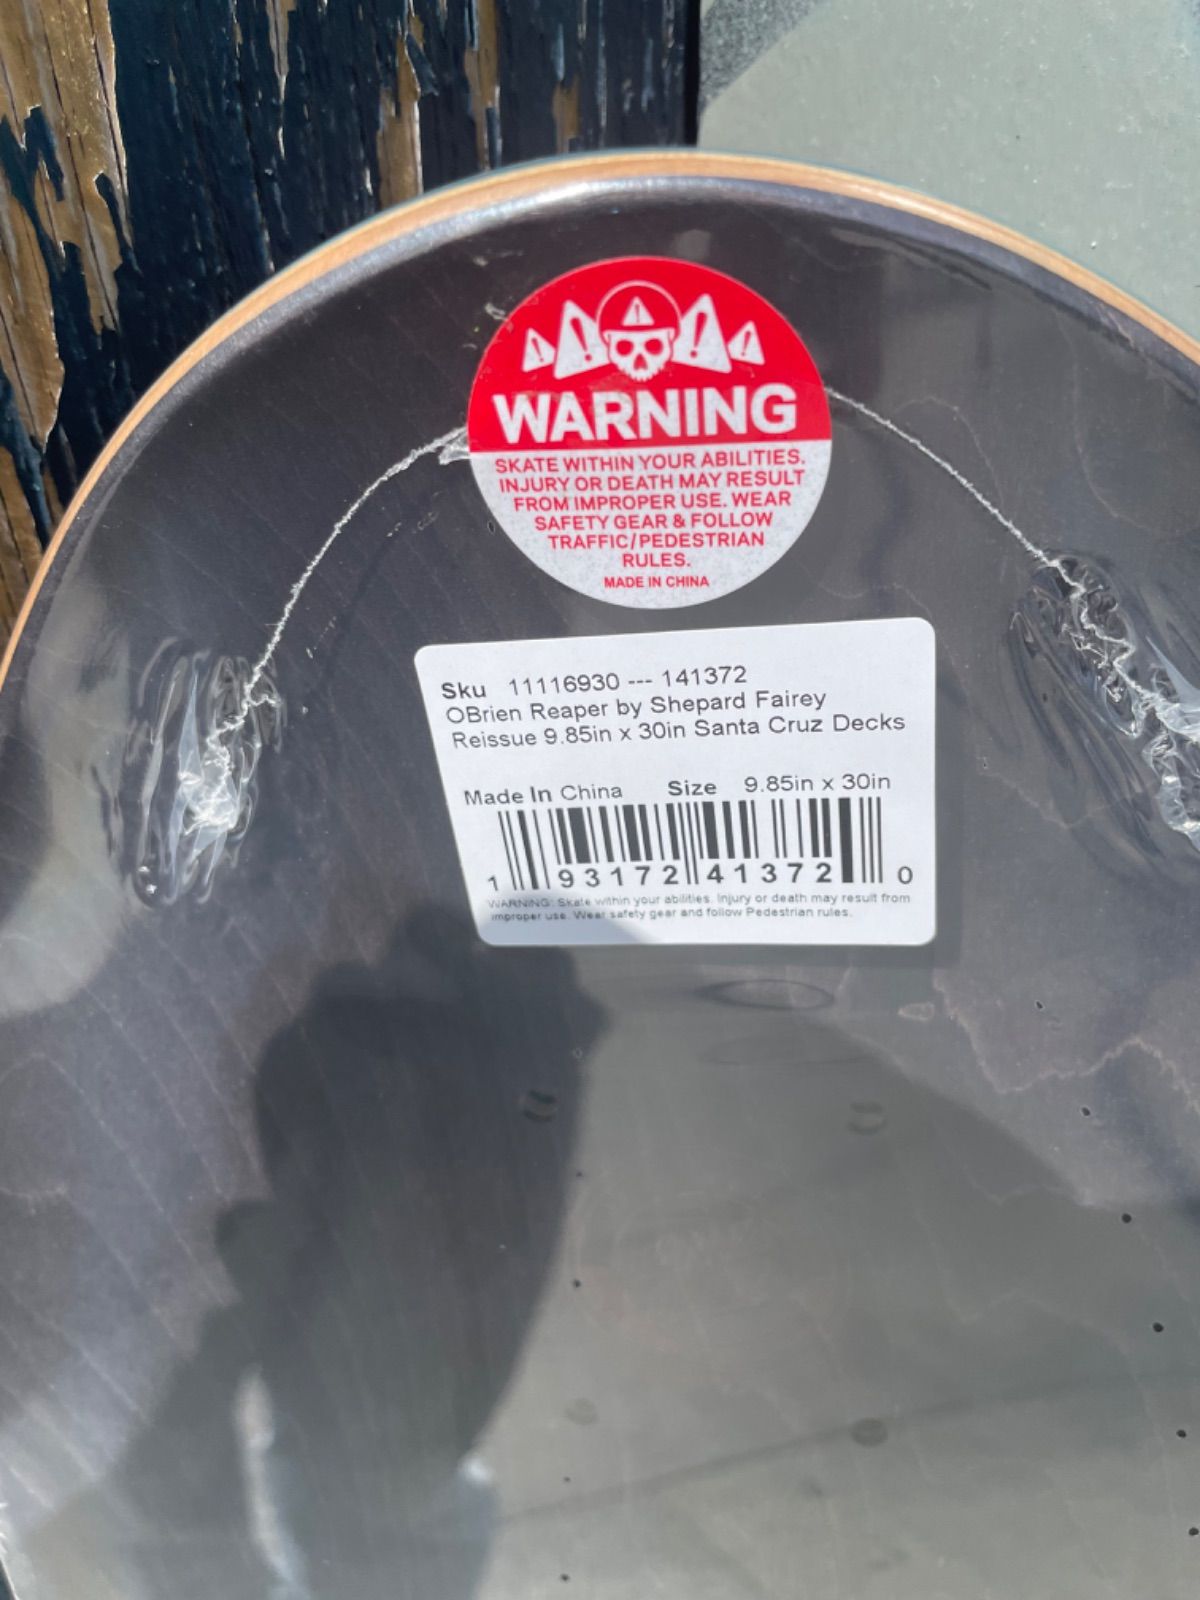 WARNING
SKATE WITHIN YOUR ABILITIES.
INJURY OR DEATH MAY RESULT
FROM IMPROPER USE. WEAR
SAFETY GEAR & FOLLOW
TRAFFIC/PEDESTRIAN
RULES.
MADE IN CHINA
Sku 11116930 --- 141372
OBrien Reaper by Shepard Fairey
Reissue 9.85in x 30in Santa Cruz Decks
Made In China Size 9.85in x 30in
1 93172 41372 0
WARNING: Skate within your abilities. Injury or death may result from
improper use. Wear safety gear and follow Pedestrian rules.